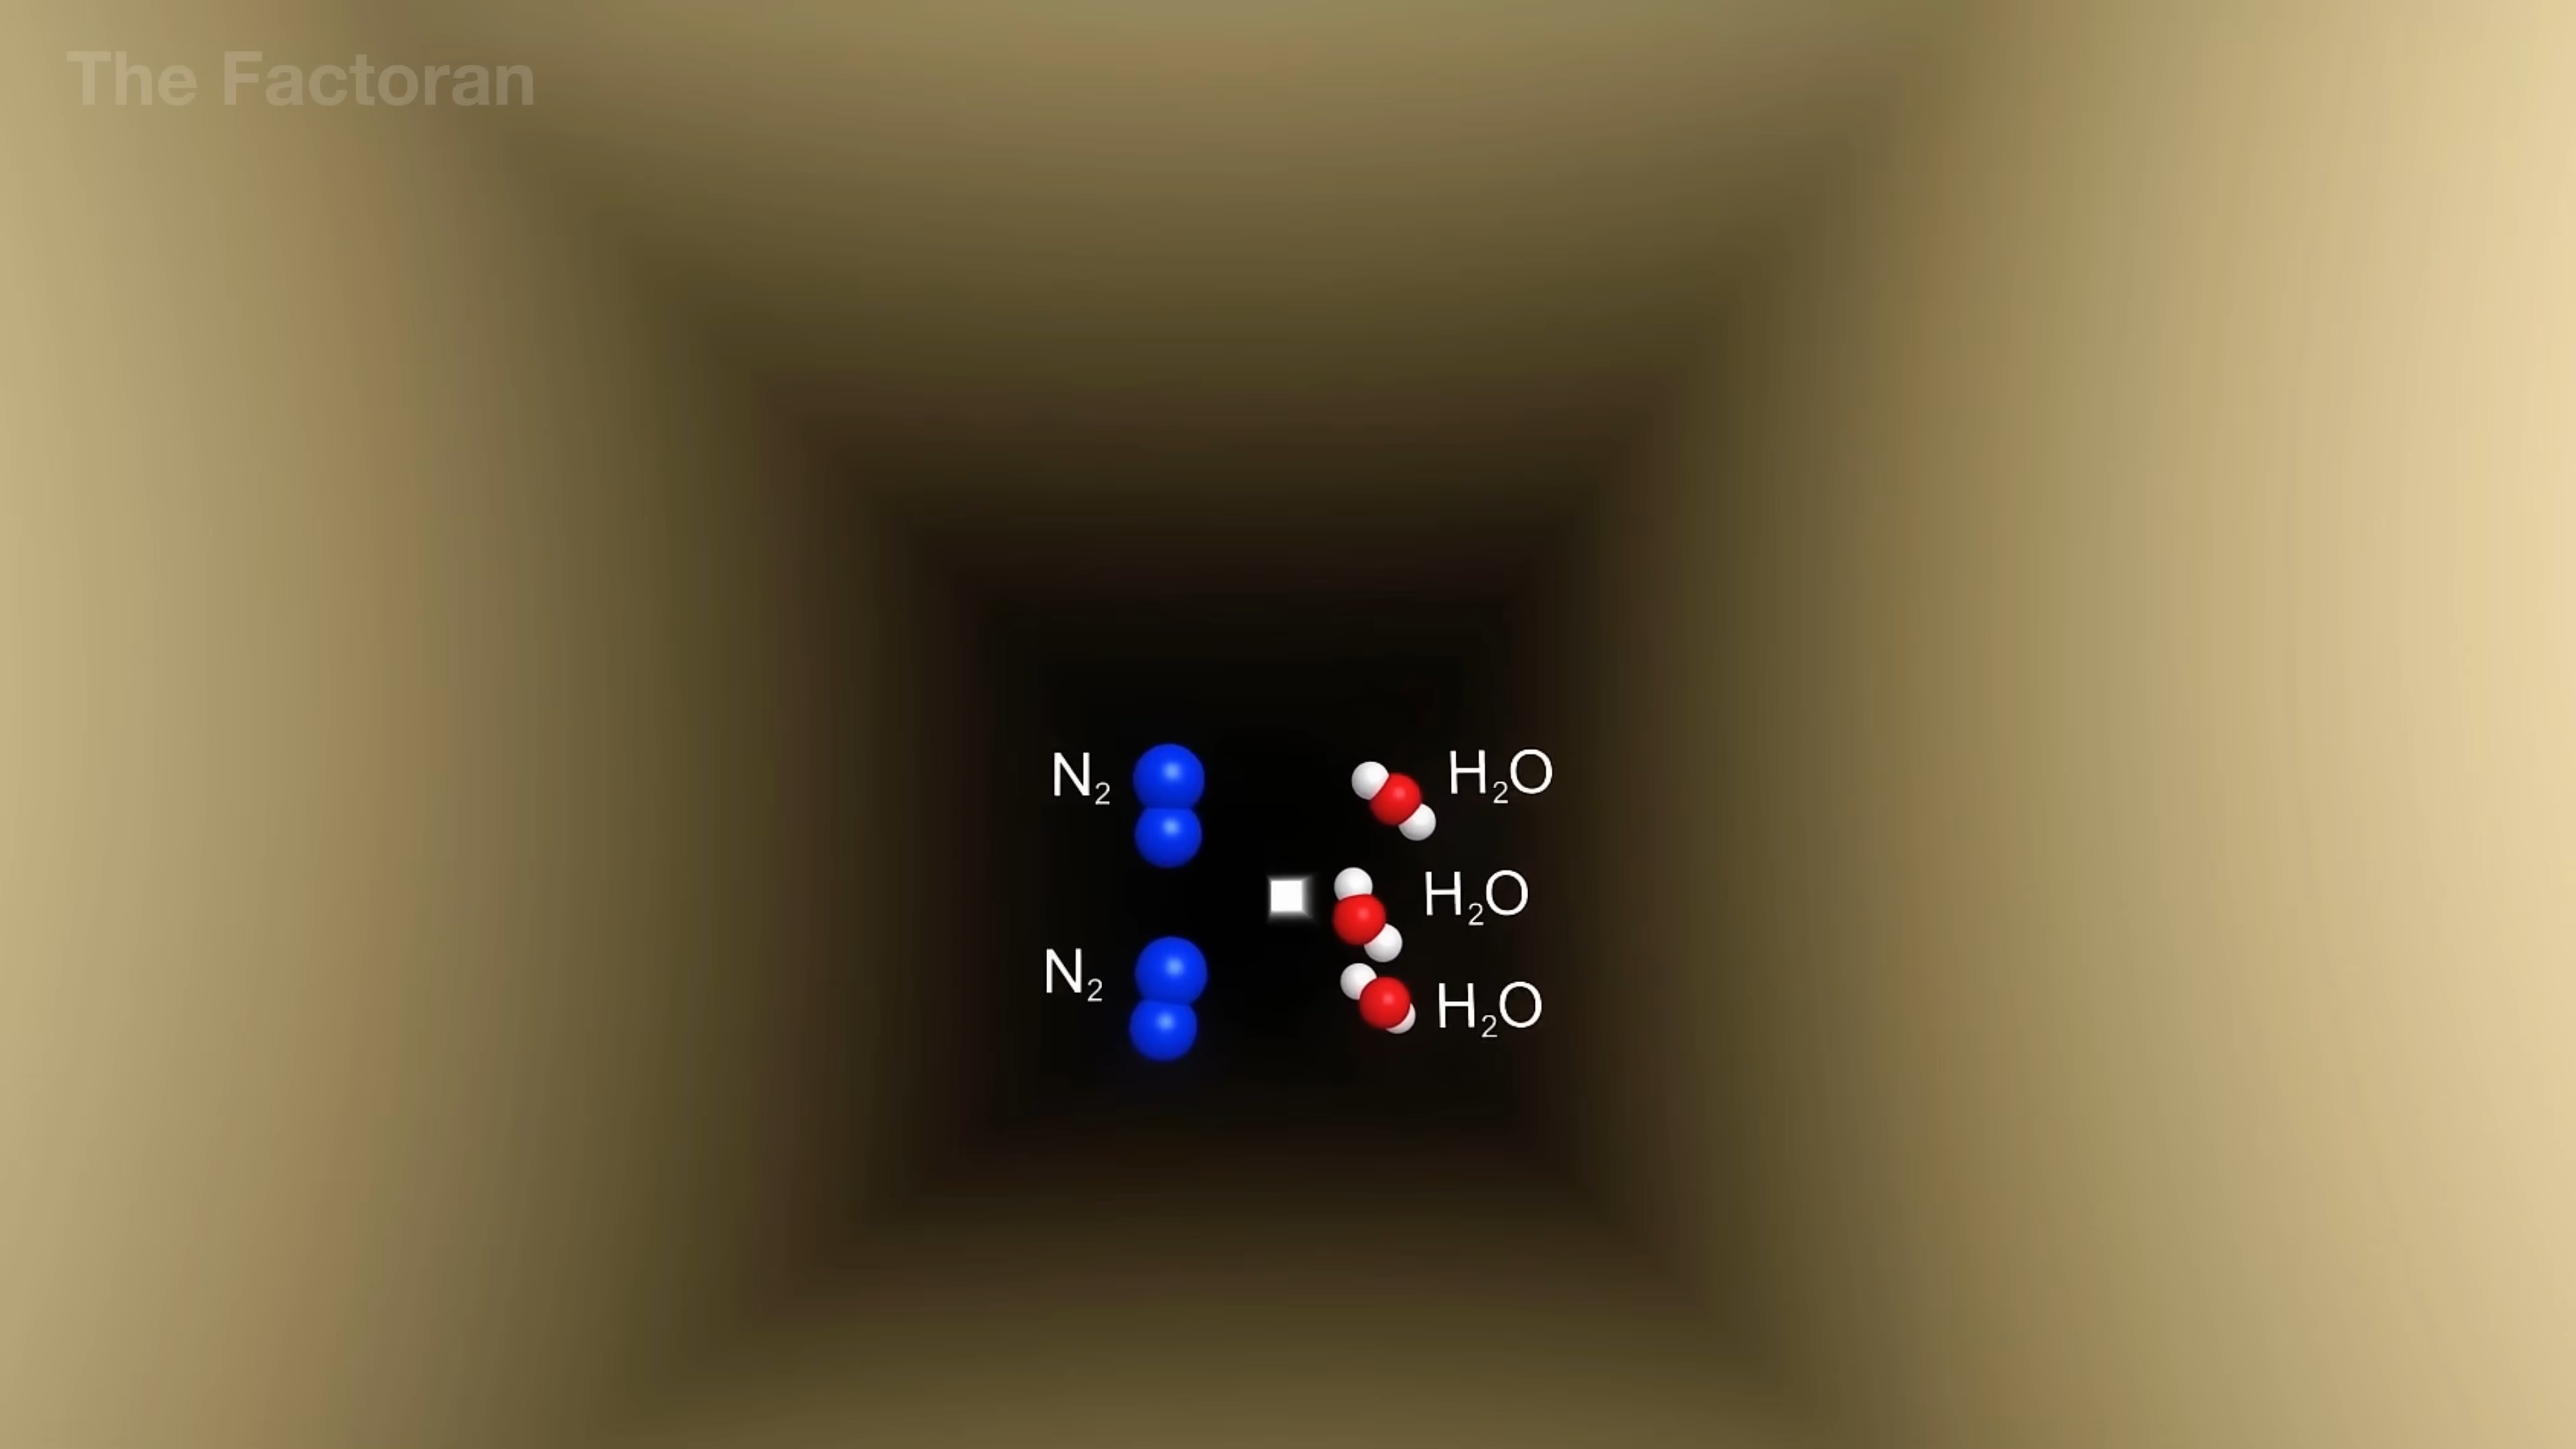 The Factoran
N₂
H₂O
H₂O
N₂
H₂O